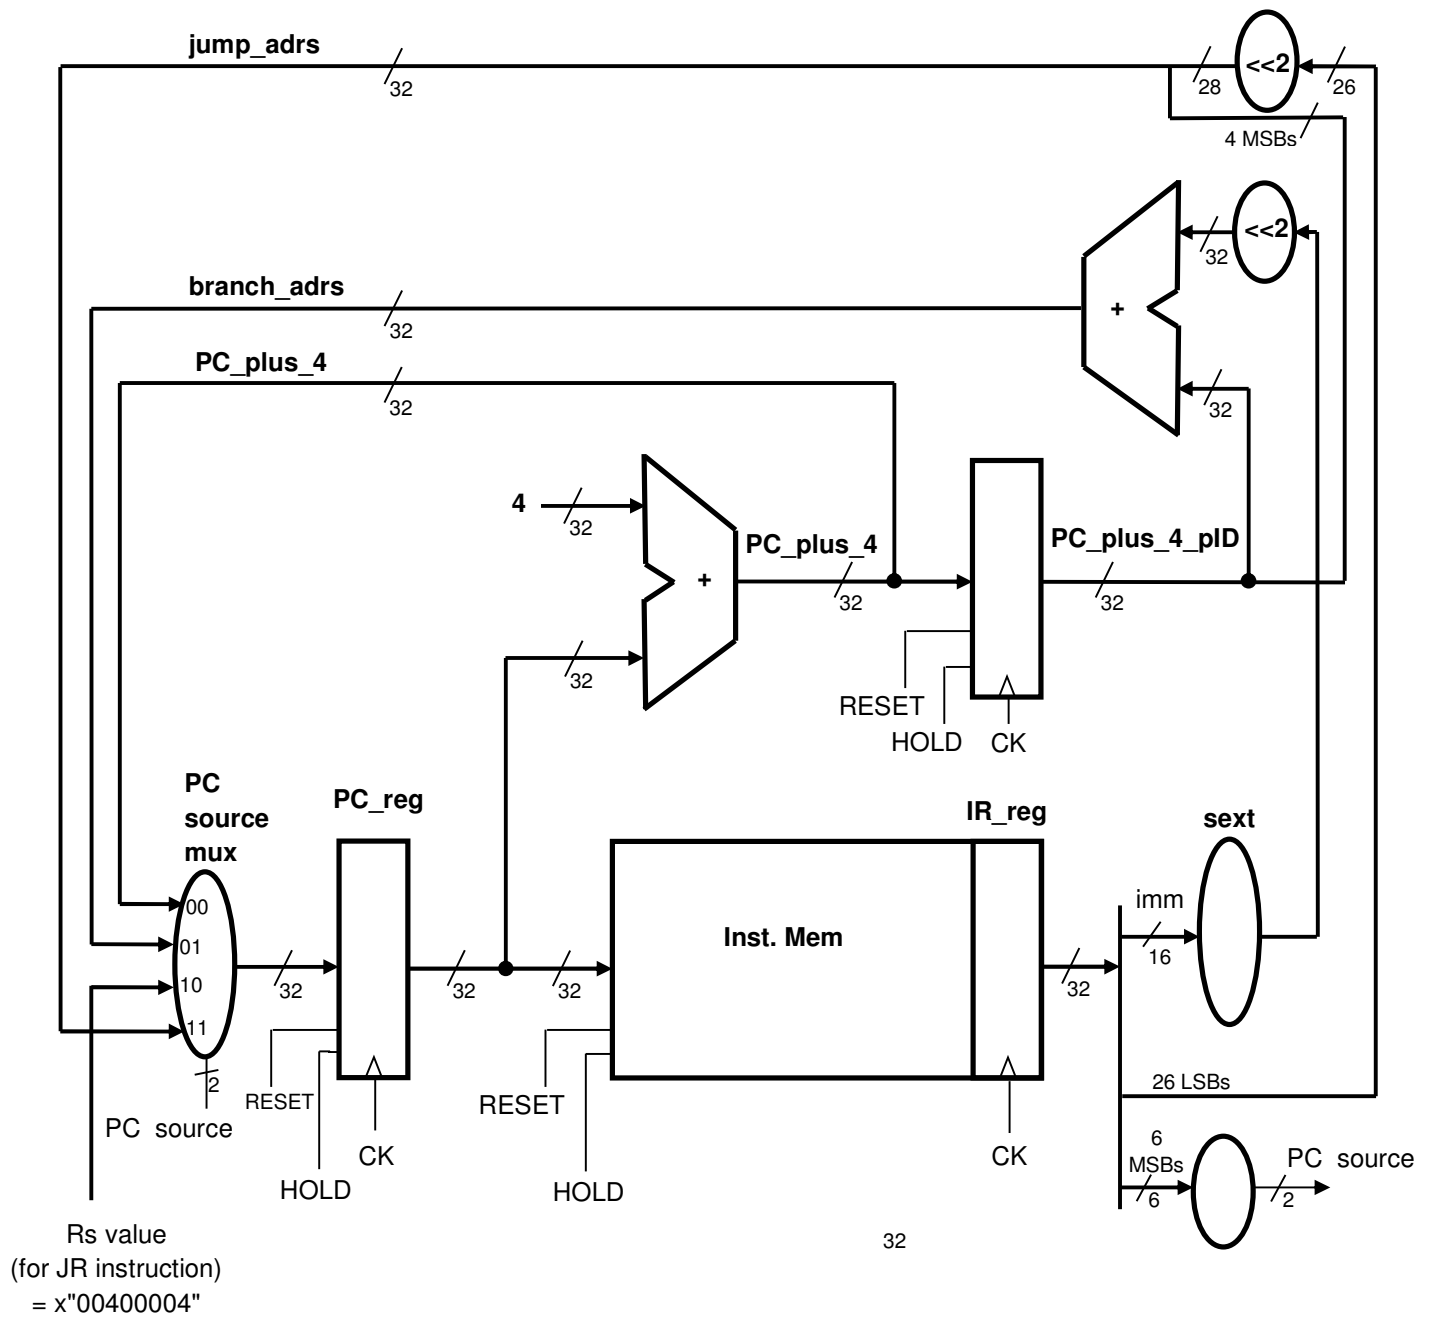 jump_adrs
32
28
<<2
26
4 MSBs
<<2
32
branch_adrs
32
+
PC_plus_4
32
32
4
32
PC_plus_4
+
32
PC_plus_4_pID
32
32
RESET
HOLD
CK
PC
source
mux
PC_reg
IR_reg
sext
00
01
10
11
32
32
32
Inst. Mem
32
imm
16
2
PC source
RESET
HOLD
CK
RESET
HOLD
CK
26 LSBs
6
MSBs
6
2
PC source
Rs value
(for JR instruction)
= x"00400004"
32